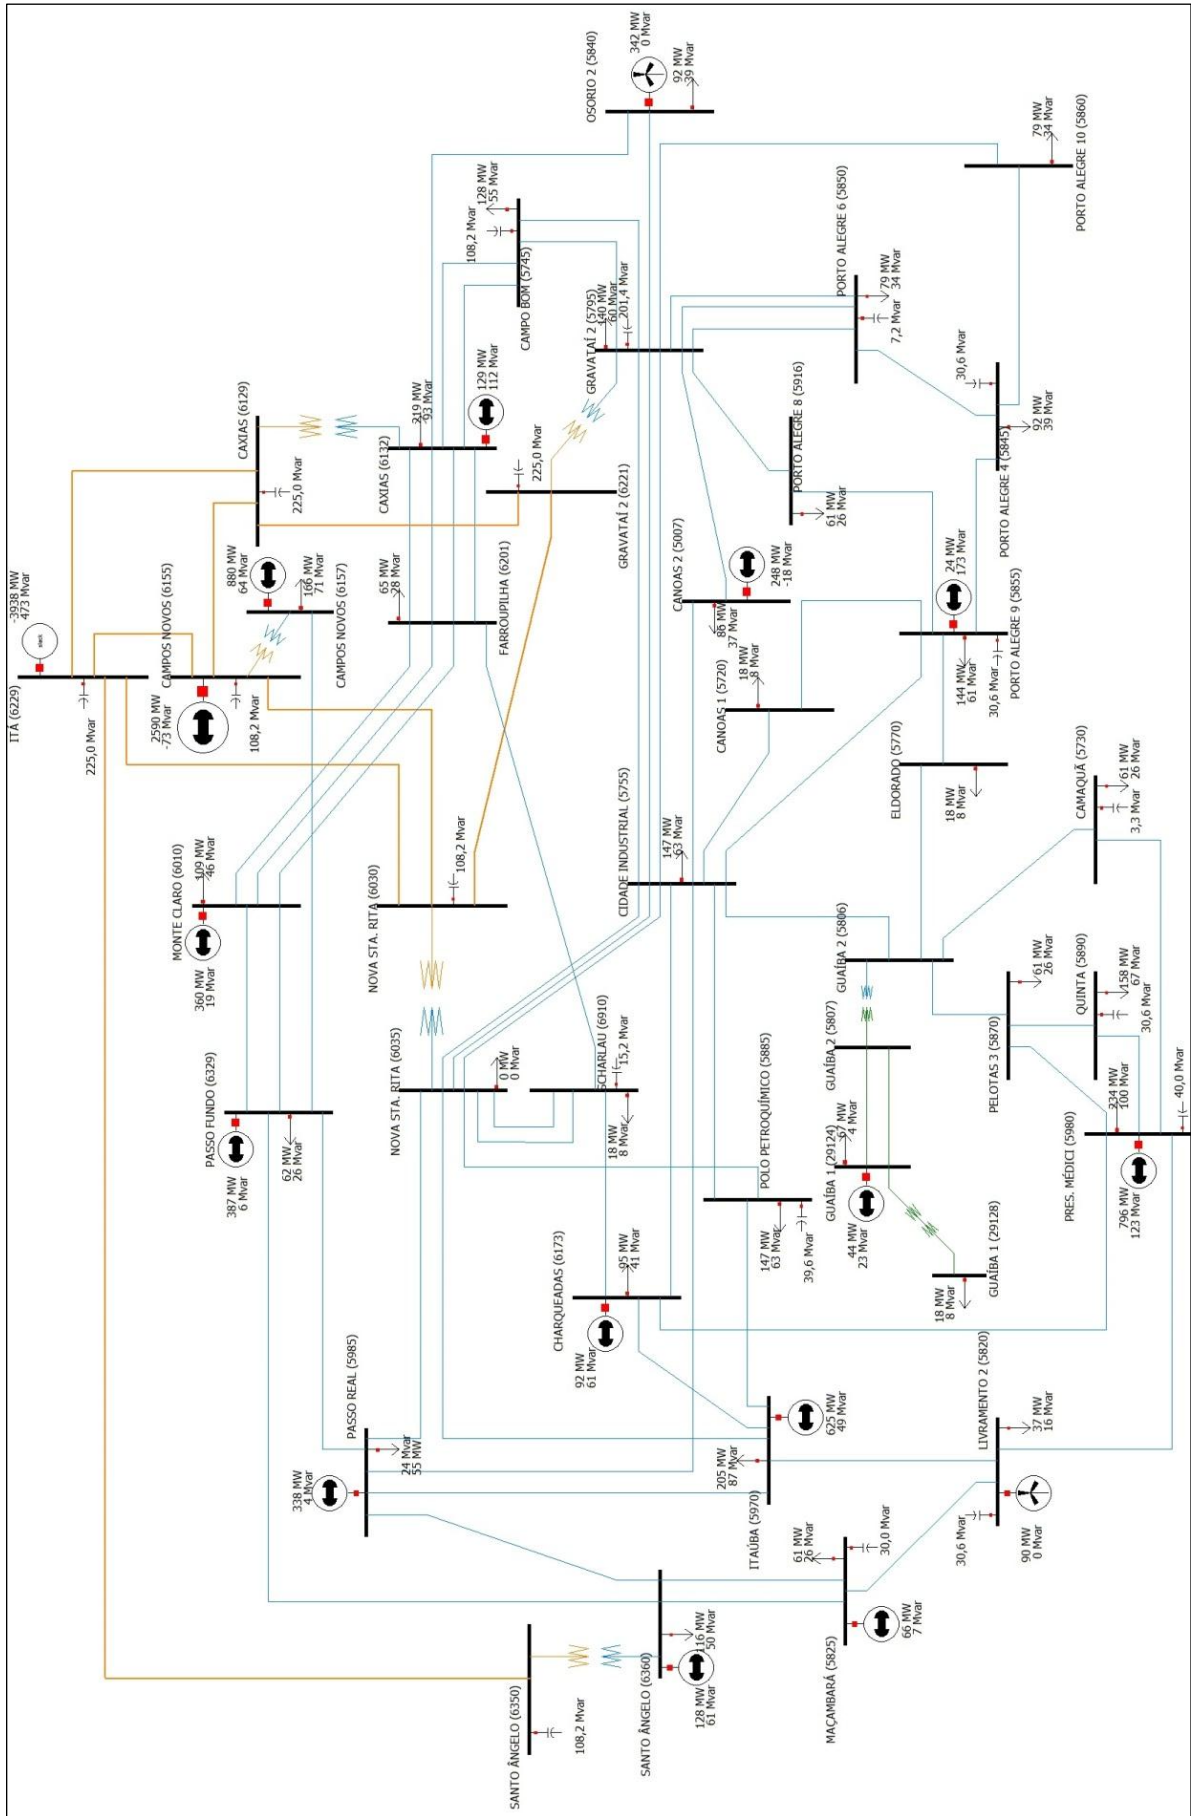 -3938 MW
473 Mvar
slack
ITÁ (6229)
225,0 Mvar
CAMPOS NOVOS (6155)
2590 MW
-73 Mvar
108,2 Mvar
CAXIAS (6129)
225,0 Mvar
880 MW
64 Mvar
166 MW
71 Mvar
CAMPOS NOVOS (6157)
CAXIAS (6132)
219 MW
93 Mvar
129 MW
112 Mvar
225,0 Mvar
GRAVATAÍ 2 (6221)
65 MW
28 Mvar
FARROUPILHA (6201)
108,2 Mvar
128 MW
55 Mvar
CAMPO BOM (5745)
OSORIO 2 (5840)
342 MW
0 Mvar
92 MW
39 Mvar
GRAVATAÍ 2 (5795)
140 MW
60 Mvar
201,4 Mvar
PORTO ALEGRE 10 (5860)
79 MW
34 Mvar
PORTO ALEGRE 6 (5850)
79 MW
34 Mvar
7,2 Mvar
PORTO ALEGRE 8 (5916)
61 MW
26 Mvar
30,6 Mvar
92 MW
39 Mvar
PORTO ALEGRE 4 (5845)
CANOAS 2 (5007)
86 MW
37 Mvar
248 MW
-18 Mvar
24 MW
173 Mvar
144 MW
61 Mvar
30,6 Mvar
PORTO ALEGRE 9 (5855)
CANOAS 1 (5720)
18 MW
8 Mvar
ELDORADO (5770)
18 MW
8 Mvar
CIDADE INDUSTRIAL (5755)
147 MW
63 Mvar
CAMAQUÃ (5730)
61 MW
26 Mvar
3,3 Mvar
GUAÍBA 2 (5806)
GUAÍBA 2 (5807)
PELOTAS 3 (5870)
61 MW
26 Mvar
QUINTA (5890)
158 MW
67 Mvar
30,6 Mvar
MONTE CLARO (6010)
109 MW
46 Mvar
360 MW
19 Mvar
NOVA STA. RITA (6030)
108,2 Mvar
PASSO FUNDO (6329)
387 MW
6 Mvar
62 MW
26 Mvar
NOVA STA. RITA (6035)
0 MW
0 Mvar
SCHARLAU (6910)
15,2 Mvar
18 MW
8 Mvar
POLO PETROQUÍMICO (5885)
147 MW
63 Mvar
39,6 Mvar
GUAÍBA 1 (29124)
67 MW
4 Mvar
44 MW
23 Mvar
GUAÍBA 1 (29128)
18 MW
8 Mvar
PRES. MÉDICI (5980)
234 MW
100 Mvar
796 MW
123 Mvar
40,0 Mvar
CHARQUEADAS (6173)
95 MW
41 Mvar
92 MW
61 Mvar
PASSO REAL (5985)
338 MW
4 Mvar
24 Mvar
55 MW
ITAÚBA (5970)
205 MW
87 Mvar
625 MW
49 Mvar
LIVRAMENTO 2 (5820)
37 MW
16 Mvar
30,6 Mvar
90 MW
0 Mvar
MAÇAMBARÁ (5825)
61 MW
26 Mvar
30,0 Mvar
66 MW
7 Mvar
SANTO ÂNGELO (6350)
108,2 Mvar
SANTO ÂNGELO (6360)
116 MW
50 Mvar
128 MW
61 Mvar